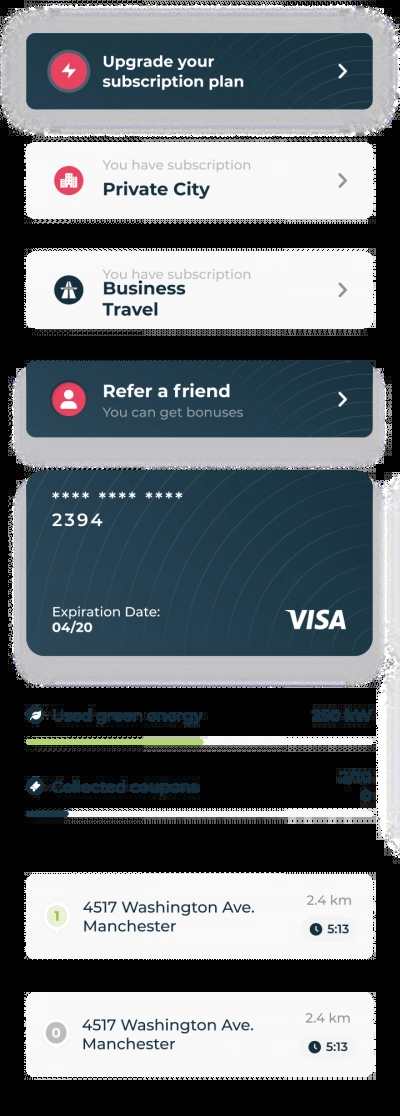 Upgrade your
subscription plan
You have subscription
Private City
You have subscription
Business
Travel
Refer a friend
You can get bonuses
**** **** ****
2394
Expiration Date:
04/20
VISA
Used green energy
250 kW
Collected coupons
1
4517 Washington Ave.
Manchester
2.4 km
5:13
0
4517 Washington Ave.
Manchester
2.4 km
5:13